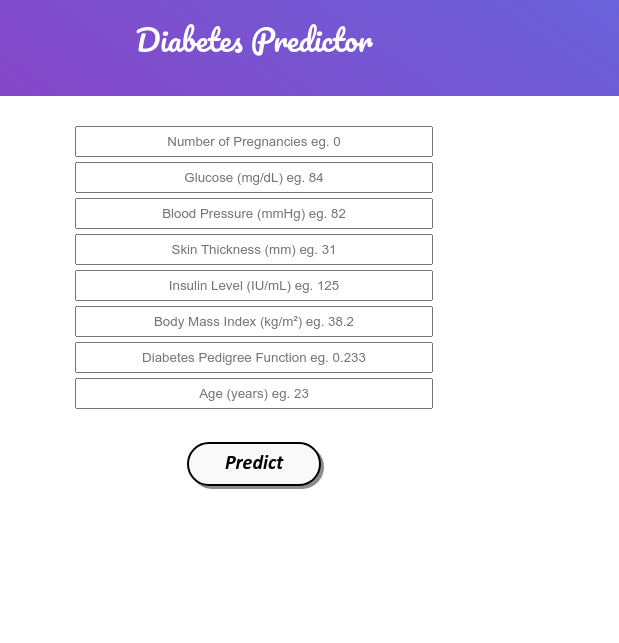 Diabetes Predictor
Number of Pregnancies eg. 0
Glucose (mg/dL) eg. 84
Blood Pressure (mmHg) eg. 82
Skin Thickness (mm) eg. 31
Insulin Level (IU/mL) eg. 125
Body Mass Index (kg/m²) eg. 38.2
Diabetes Pedigree Function eg. 0.233
Age (years) eg. 23
Predict